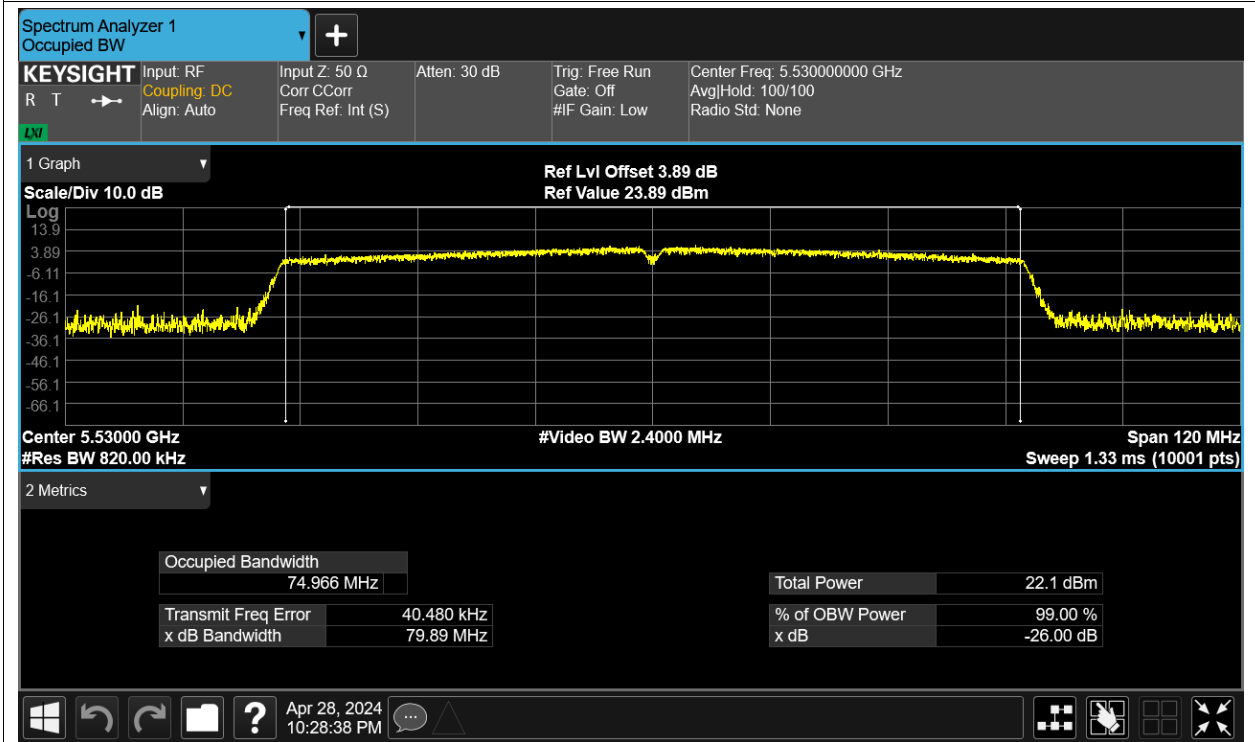 Spectrum Analyzer 1
Occupied BW
KEYSIGHT
R T
LXI
Input: RF
Coupling: DC
Align: Auto
Input Z: 50 Ω
Corr CCorr
Freq Ref: Int (S)
Atten: 30 dB
Trig: Free Run
Gate: Off
#IF Gain: Low
Center Freq: 5.530000000 GHz
Avg|Hold: 100/100
Radio Std: None
1 Graph
Scale/Div 10.0 dB
Ref Lvl Offset 3.89 dB
Ref Value 23.89 dBm
Log
13.9
3.89
-6.11
-16.1
-26.1
-36.1
-46.1
-56.1
-66.1
Center 5.53000 GHz
#Res BW 820.00 kHz
#Video BW 2.4000 MHz
Span 120 MHz
Sweep 1.33 ms (10001 pts)
2 Metrics
Occupied Bandwidth
74.966 MHz
Transmit Freq Error 40.480 kHz
x dB Bandwidth 79.89 MHz
Total Power 22.1 dBm
% of OBW Power 99.00 %
x dB -26.00 dB
?
Apr 28, 2024
10:28:38 PM